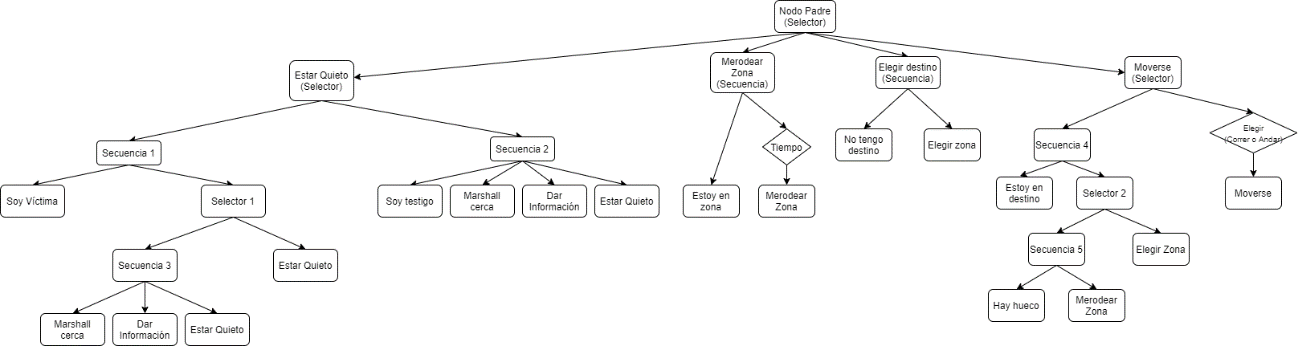 Nodo Padre
(Selector)
Estar Quieto
(Selector)
Merodear
Zona
(Secuencia)
Elegir destino
(Secuencia)
Moverse
(Selector)
Secuencia 1
Secuencia 2
Tiempo
No tengo
destino
Elegir zona
Secuencia 4
Elegir
(Correr o Andar)
Soy Víctima
Selector 1
Soy testigo
Marshall
cerca
Dar
Información
Estar Quieto
Estoy en
zona
Merodear
Zona
Estoy en
destino
Selector 2
Moverse
Secuencia 3
Estar Quieto
Secuencia 5
Elegir Zona
Marshall
cerca
Dar
Información
Estar Quieto
Hay hueco
Merodear
Zona